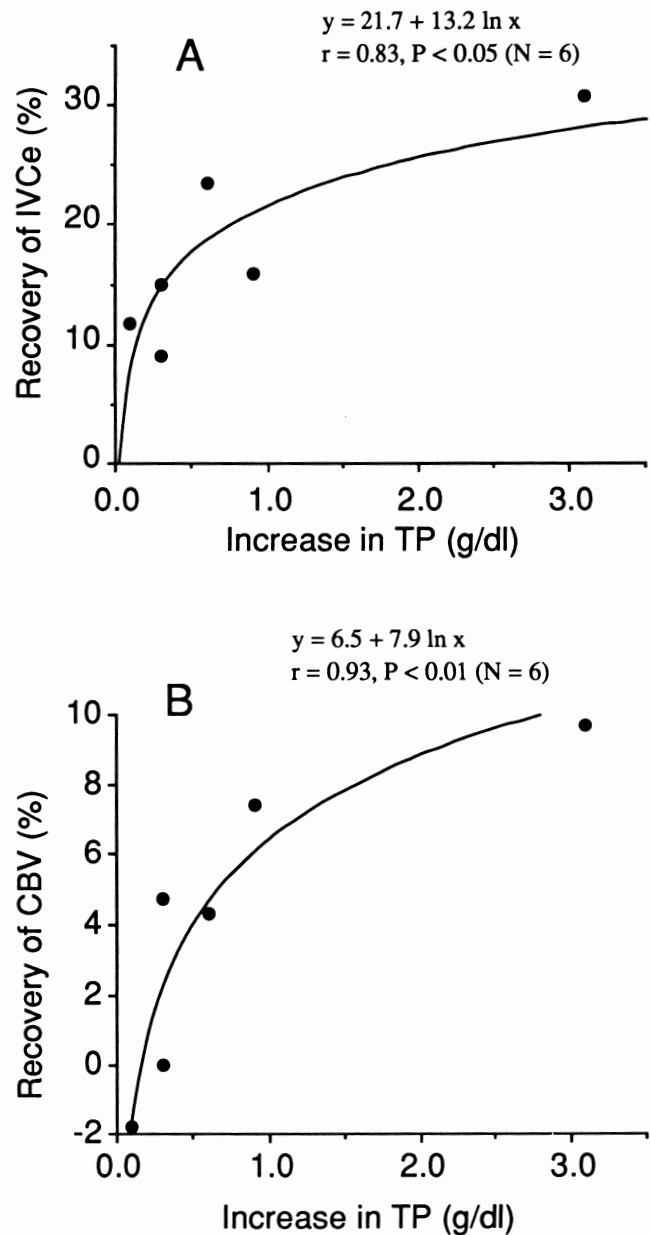 y = 21.7 + 13.2 ln x
r = 0.83, P < 0.05 (N = 6)
A
Recovery of IVCe (%)
30
20
10
0
0.0 1.0 2.0 3.0
Increase in TP (g/dl)
y = 6.5 + 7.9 ln x
r = 0.93, P < 0.01 (N = 6)
B
Recovery of CBV (%)
10
8
6
4
2
0
-2
0.0 1.0 2.0 3.0
Increase in TP (g/dl)